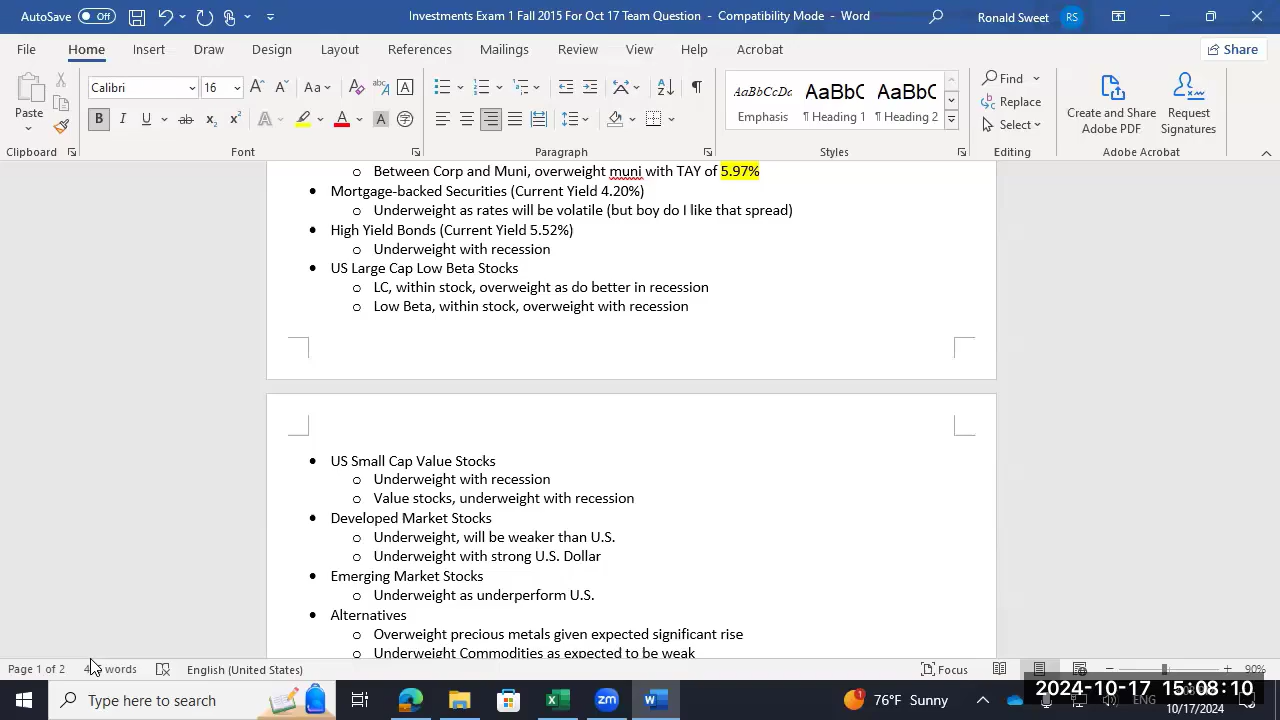 AutoSave Off Investments Exam 1 Fall 2015 For Oct 17 Team Question - Compatibility Mode - Word Ronald Sweet RS
File Home Insert Draw Design Layout References Mailings Review View Help Acrobat Share
Paste Calibri 16 Aa AaBbCcDc AaBbC AaBbC Find
Replace
B I U ab x₂ x² A Emphasis ¶ Heading 1 ¶ Heading 2 Select Create and Share Adobe PDF Request Signatures
Clipboard Font Paragraph Styles Editing Adobe Acrobat
o Between Corp and Muni, overweight muni with TAY of 5.97%
• Mortgage-backed Securities (Current Yield 4.20%)
o Underweight as rates will be volatile (but boy do I like that spread)
• High Yield Bonds (Current Yield 5.52%)
o Underweight with recession
• US Large Cap Low Beta Stocks
o LC, within stock, overweight as do better in recession
o Low Beta, within stock, overweight with recession
• US Small Cap Value Stocks
o Underweight with recession
o Value stocks, underweight with recession
• Developed Market Stocks
o Underweight, will be weaker than U.S.
o Underweight with strong U.S. Dollar
• Emerging Market Stocks
o Underweight as underperform U.S.
• Alternatives
o Overweight precious metals given expected significant rise
o Underweight Commodities as expected to be weak
Page 1 of 2 words English (United States) Focus 90%
Type here to search zm 1 76°F Sunny ENG 2024-10-17 15:08:10
10/17/2024